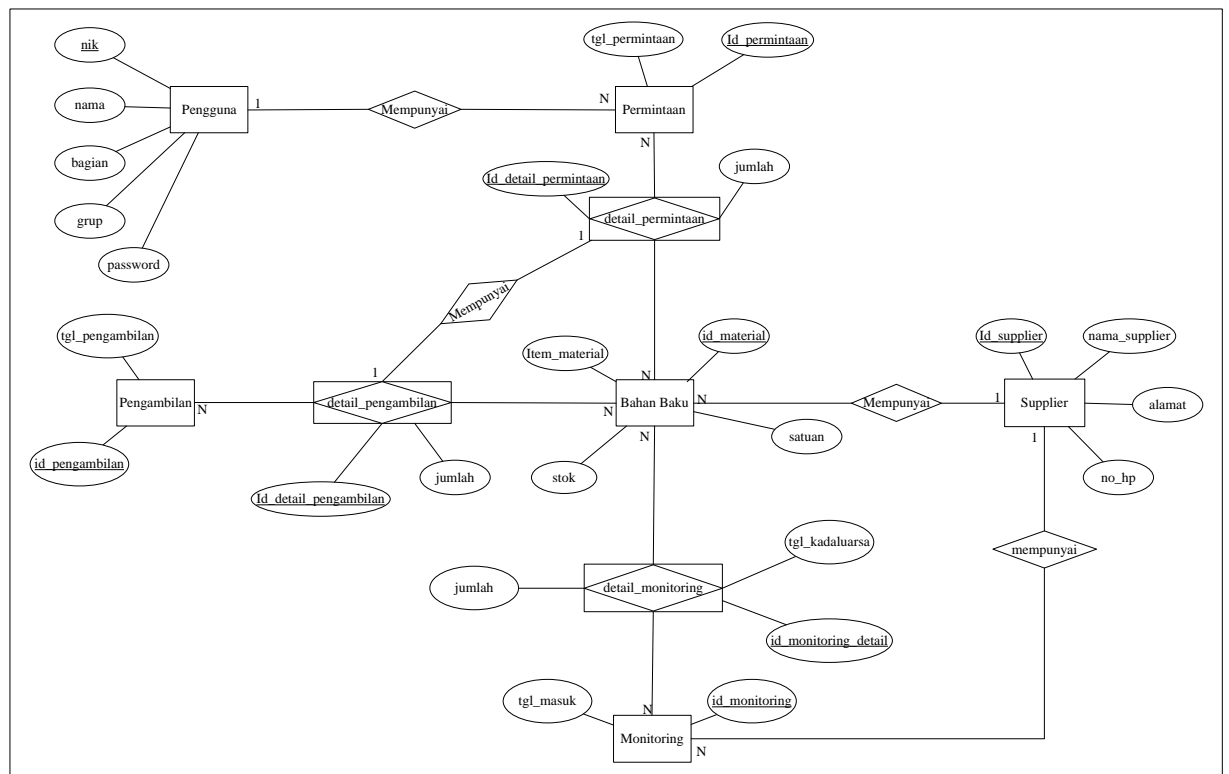 nik
tgl_permintaan
Id_permintaan
nama
Pengguna
1
Mempunyai
N
Permintaan
N
bagian
Id_detail_permintaan
jumlah
grup
detail_permintaan
1
password
Mempunyai
tgl_pengambilan
Item_material
id_material
Id_supplier
nama_supplier
1
N
Pengambilan
N
detail_pengambilan
N
Bahan Baku
N
Mempunyai
1
Supplier
alamat
N
satuan
1
id_pengambilan
Id_detail_pengambilan
jumlah
stok
no_hp
tgl_kadaluarsa
mempunyai
jumlah
detail_monitoring
id_monitoring_detail
tgl_masuk
N
id_monitoring
Monitoring
N